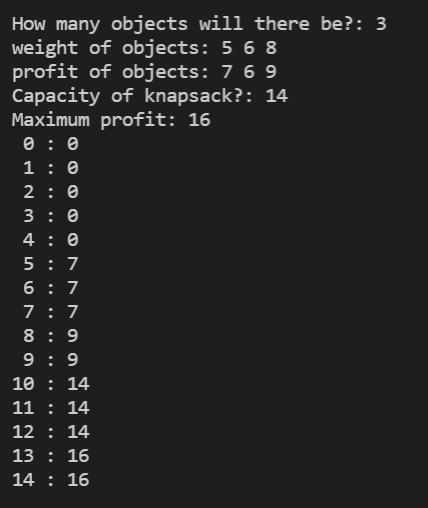 How many objects will there be?: 3
weight of objects: 5 6 8
profit of objects: 7 6 9
Capacity of knapsack?: 14
Maximum profit: 16
 0 : 0
 1 : 0
 2 : 0
 3 : 0
 4 : 0
 5 : 7
 6 : 7
 7 : 7
 8 : 9
 9 : 9
10 : 14
11 : 14
12 : 14
13 : 16
14 : 16